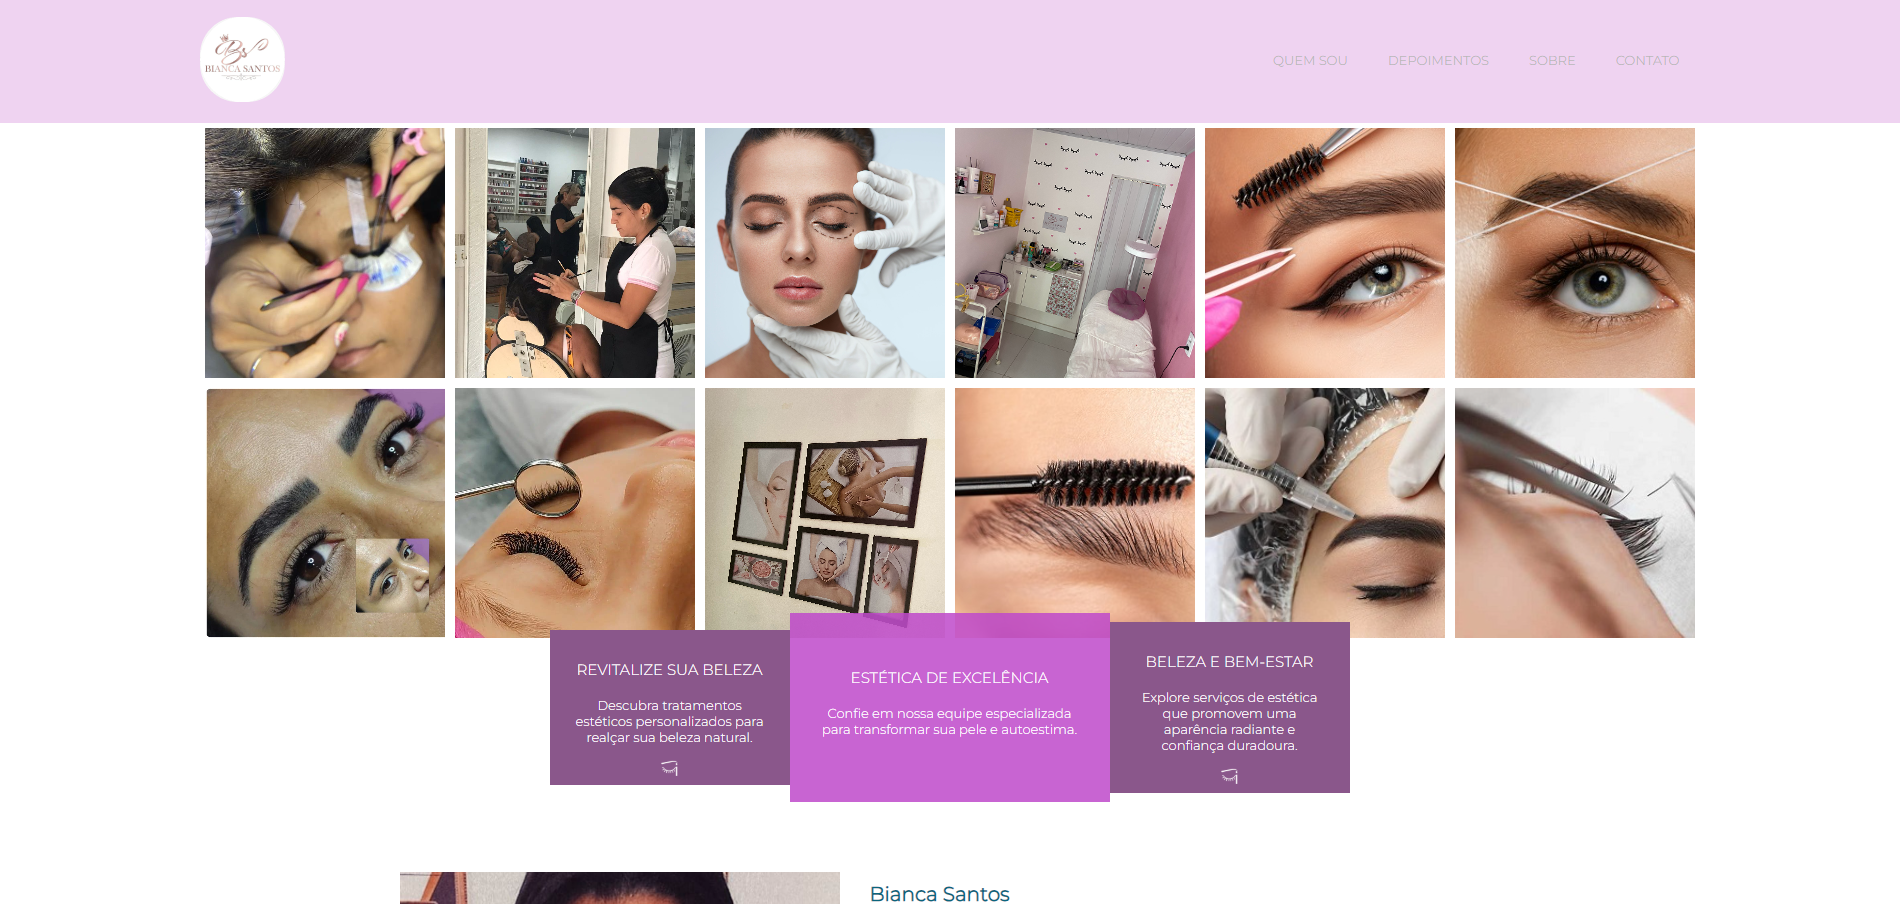 Bs
BIANCA SANTOS
QUEM SOU
DEPOIMENTOS
SOBRE
CONTATO
REVITALIZE SUA BELEZA
Descubra tratamentos
estéticos personalizados para
realçar sua beleza natural.
ESTÉTICA DE EXCELÊNCIA
Confie em nossa equipe especializada
para transformar sua pele e autoestima.
BELEZA E BEM-ESTAR
Explore serviços de estética
que promovem uma
aparência radiante e
confiança duradoura.
Bianca Santos